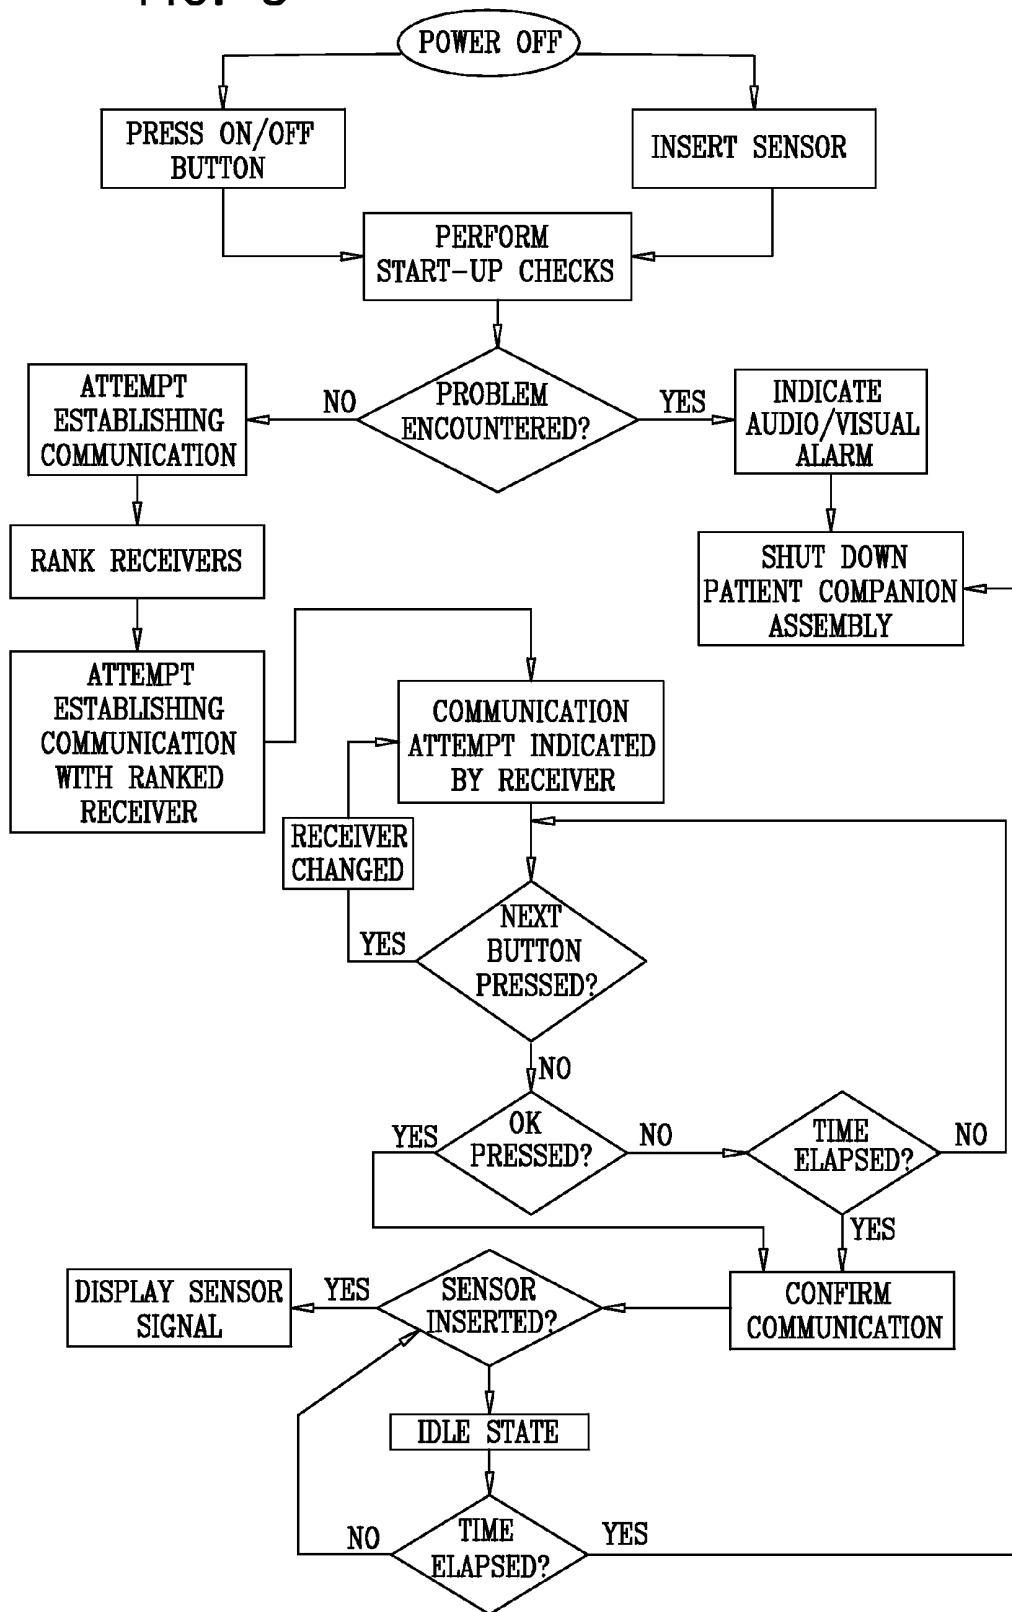 POWER OFF
PRESS ON/OFF
BUTTON
INSERT SENSOR
PERFORM
START-UP CHECKS
ATTEMPT
ESTABLISHING
COMMUNICATION
NO
PROBLEM
ENCOUNTERED?
YES
INDICATE
AUDIO/VISUAL
ALARM
RANK RECEIVERS
SHUT DOWN
PATIENT COMPANION
ASSEMBLY
ATTEMPT
ESTABLISHING
COMMUNICATION
WITH RANKED
RECEIVER
COMMUNICATION
ATTEMPT INDICATED
BY RECEIVER
RECEIVER
CHANGED
YES
NEXT
BUTTON
PRESSED?
NO
YES
OK
PRESSED?
NO
TIME
ELAPSED?
NO
YES
DISPLAY SENSOR
SIGNAL
YES
SENSOR
INSERTED?
CONFIRM
COMMUNICATION
IDLE STATE
NO
TIME
ELAPSED?
YES